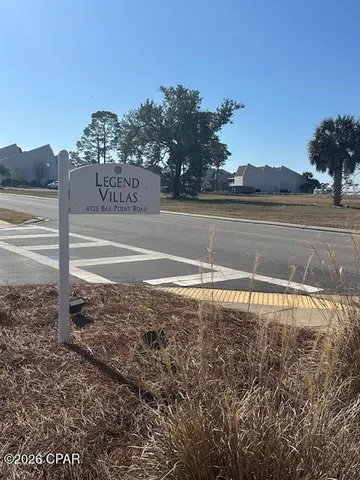 LEGEND
VILLAS
4725 BAY POINT ROAD
©2026 CPAR